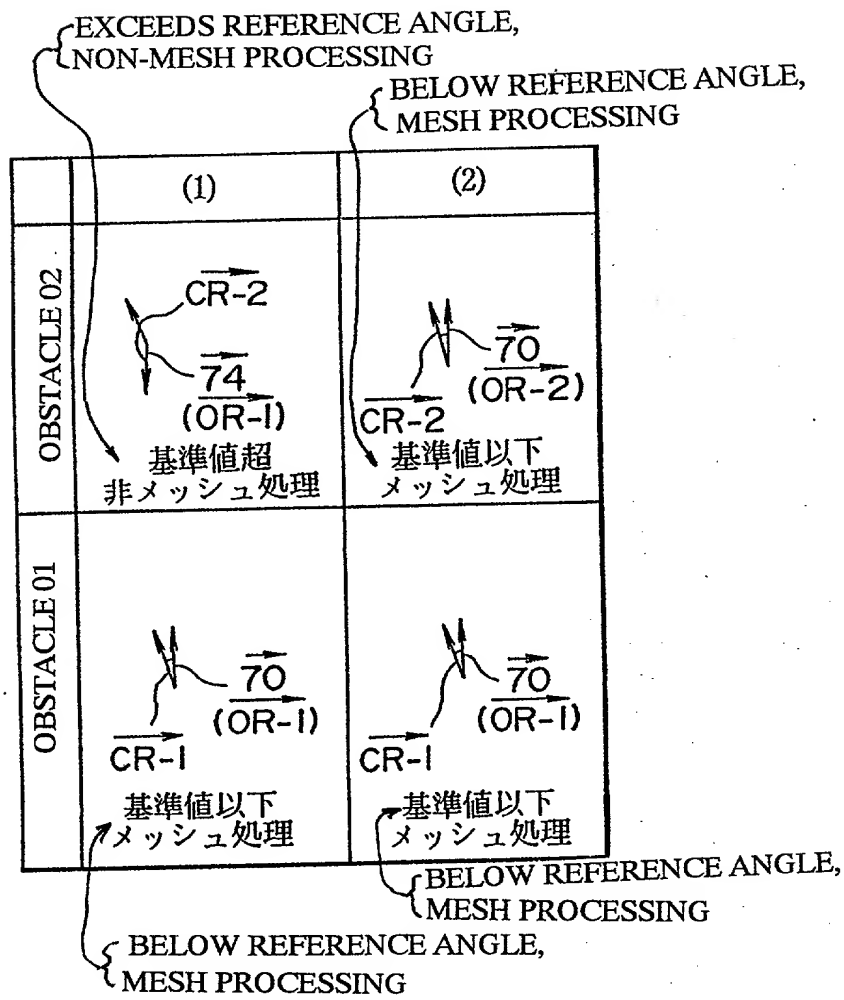 EXCEEDS REFERENCE ANGLE,
NON-MESH PROCESSING
BELOW REFERENCE ANGLE,
MESH PROCESSING
(1)
(2)
OBSTACLE 02
CR-2
74
(OR-1)
基準値超
非メッシュ処理
70
(OR-2)
CR-2
基準値以下
メッシュ処理
OBSTACLE 01
70
(OR-1)
CR-1
基準値以下
メッシュ処理
70
(OR-1)
CR-1
基準値以下
メッシュ処理
BELOW REFERENCE ANGLE,
MESH PROCESSING
BELOW REFERENCE ANGLE,
MESH PROCESSING